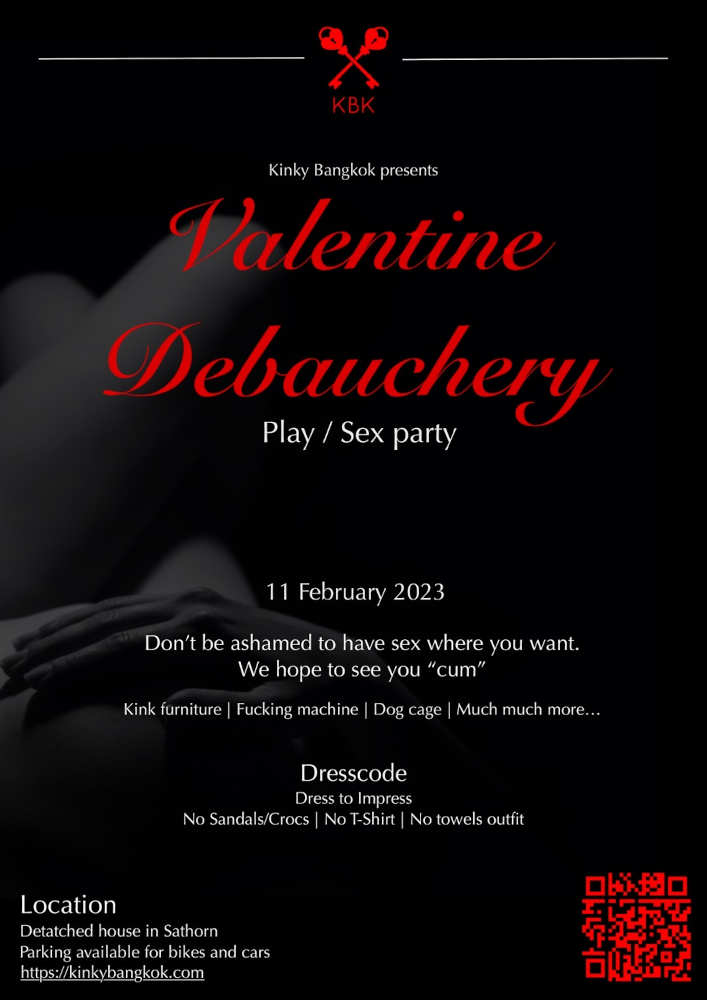 KBK
Kinky Bangkok presents
Valentine
Debauchery
Play / Sex party
11 February 2023
Don't be ashamed to have sex where you want.
We hope to see you “cum”
Kink furniture | Fucking machine | Dog cage | Much much more...
Dresscode
Dress to Impress
No Sandals/Crocs | No T-Shirt | No towels outfit
Location
Detatched house in Sathorn
Parking available for bikes and cars
https://kinkybangkok.com